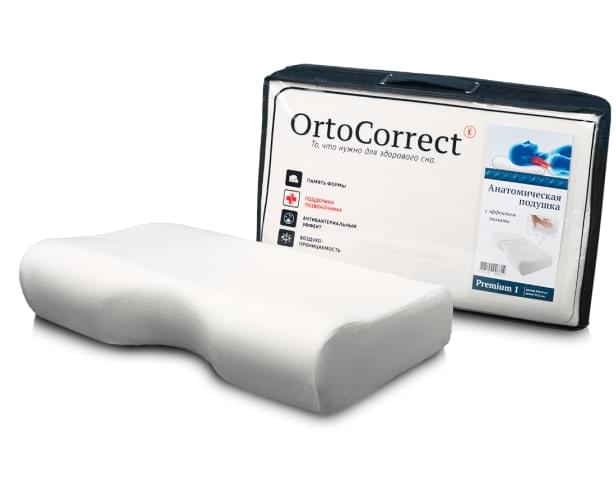 OrtoCorrect®
То, что нужно для здорового сна.
ПАМЯТЬ ФОРМЫ
ПОДДЕРЖКА
ПОЗВОНОЧНИКА
АНТИБАКТЕРИАЛЬНЫЙ
ЭФФЕКТ
ВОЗДУХО-
ПРОНИЦАЕМОСТЬ
Анатомическая
подушка
с эффектом
памяти
Premium 1